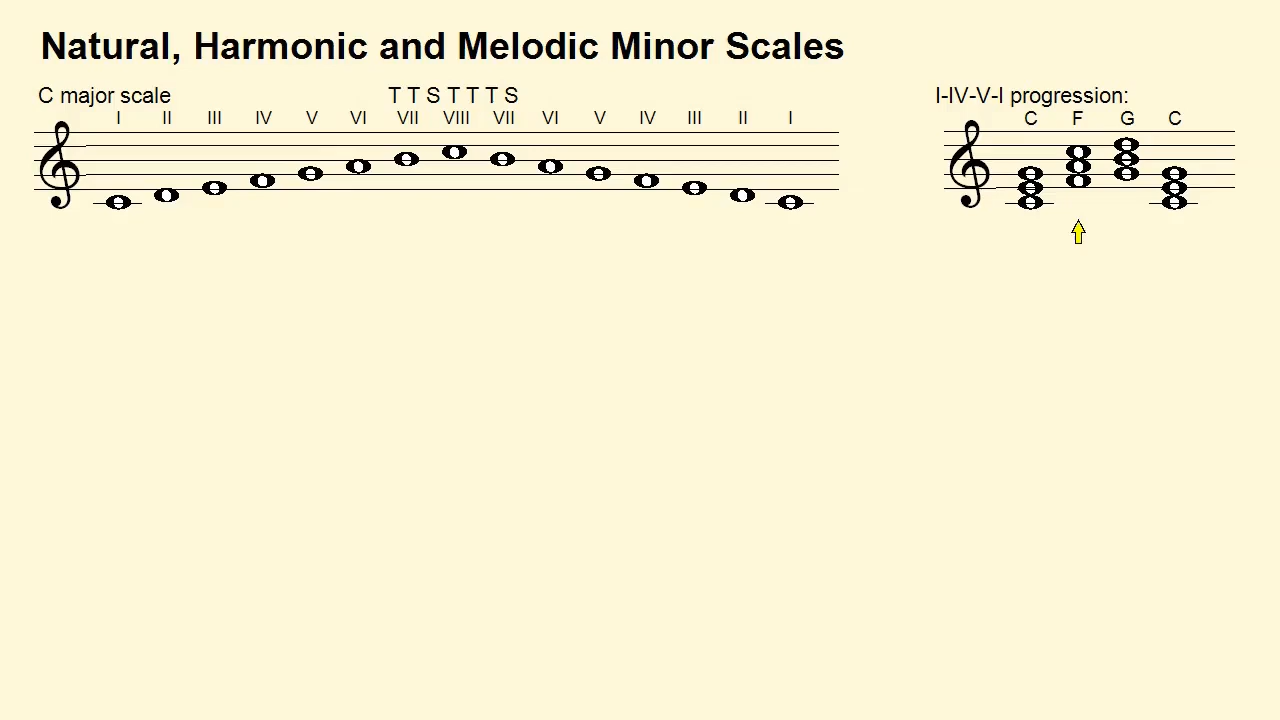 Natural, Harmonic and Melodic Minor Scales
C major scale T T S T T T S
I II III IV V VI VII VIII VII VI V IV III II I
I-IV-V-I progression:
C F G C